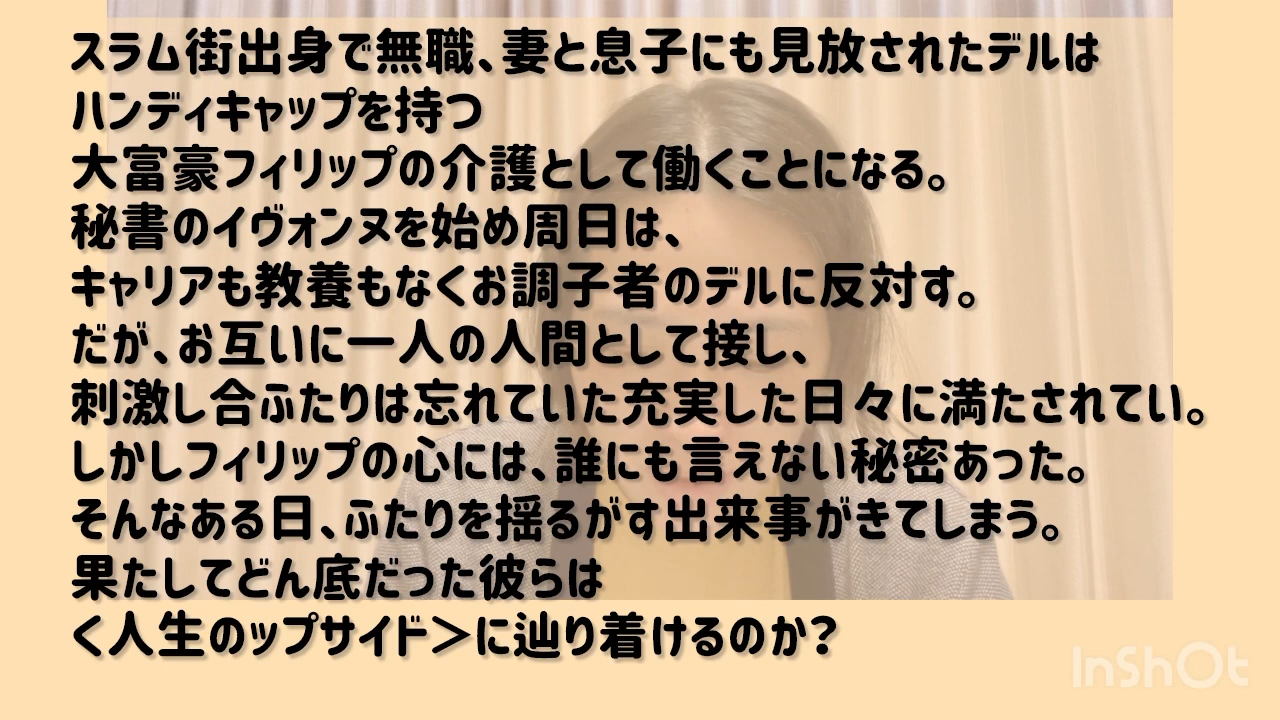 スラム街出身で無職、妻と息子にも見放されたデルは
ハンディキャップを持つ
大富豪フィリップの介護として働くことになる。
秘書のイヴォンヌを始め周日は、
キャリアも教養もなくお調子者のデルに反対す。
だが、お互いに一人の人間として接し、
刺激し合ふたりは忘れていた充実した日々に満たされてい。
しかしフィリップの心には、誰にも言えない秘密あった。
そんなある日、ふたりを揺るがす出来事がきてしまう。
果たしてどん底だった彼らは
く人生のップサイド＞に辿り着けるのか?
InShOt